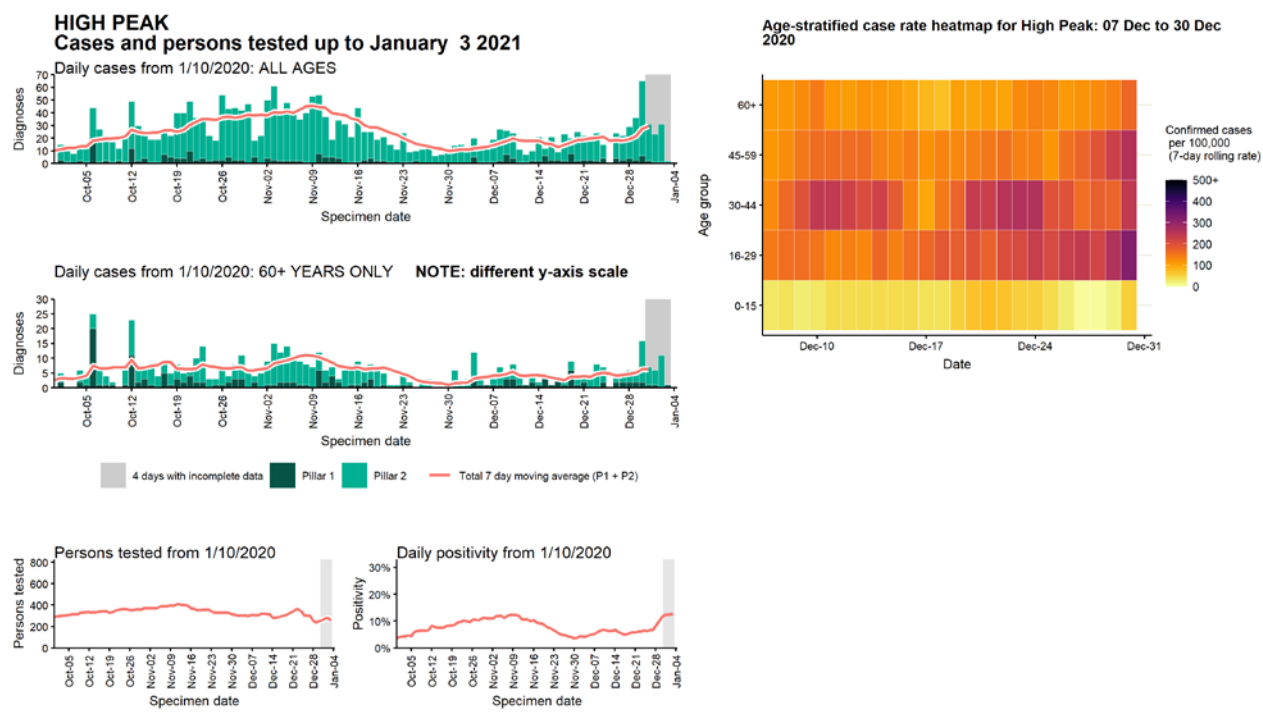 HIGH PEAK
Cases and persons tested up to January 3 2021
Daily cases from 1/10/2020: ALL AGES
Diagnoses
70
60
50
40
30
20
10
0
Oct-05
Oct-12
Oct-19
Oct-26
Nov-02
Nov-09
Nov-16
Nov-23
Nov-30
Dec-07
Dec-14
Dec-21
Dec-28
Jan-04
Specimen date
Daily cases from 1/10/2020: 60+ YEARS ONLY NOTE: different y-axis scale
Diagnoses
30
25
20
15
10
5
0
Oct-05
Oct-12
Oct-19
Oct-26
Nov-02
Nov-09
Nov-16
Nov-23
Nov-30
Dec-07
Dec-14
Dec-21
Dec-28
Jan-04
Specimen date
4 days with incomplete data Pillar 1 Pillar 2 Total 7 day moving average (P1 + P2)
Persons tested from 1/10/2020
Persons tested
800
600
400
200
0
Oct-05
Oct-12
Oct-19
Oct-26
Nov-02
Nov-09
Nov-16
Nov-23
Nov-30
Dec-07
Dec-14
Dec-21
Dec-28
Jan-04
Specimen date
Daily positivity from 1/10/2020
Positivity
30%
20%
10%
0%
Oct-05
Oct-12
Oct-19
Oct-26
Nov-02
Nov-09
Nov-16
Nov-23
Nov-30
Dec-07
Dec-14
Dec-21
Dec-28
Jan-04
Specimen date
Age-stratified case rate heatmap for High Peak: 07 Dec to 30 Dec
2020
Age group
60+
45-59
30-44
16-29
0-15
Dec-10
Dec-17
Dec-24
Dec-31
Date
Confirmed cases
per 100,000
(7-day rolling rate)
500+
400
300
200
100
0